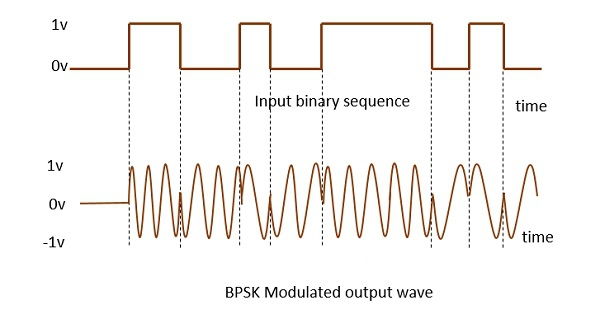 1v
0v
Input binary sequence
time
1v
0v
-1v
time
BPSK Modulated output wave